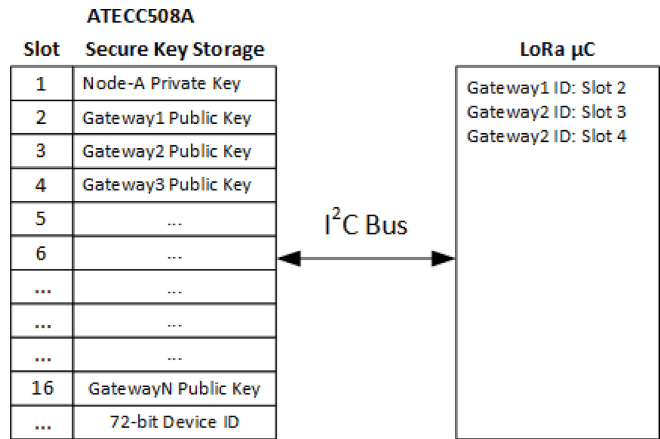 ATECC508A
Slot Secure Key Storage
1 Node-A Private Key
2 Gateway1 Public Key
3 Gateway2 Public Key
4 Gateway3 Public Key
5 ...
6 ...
... ...
... ...
... ...
16 GatewayN Public Key
... 72-bit Device ID
I²C Bus
LoRa µC
Gateway1 ID: Slot 2
Gateway2 ID: Slot 3
Gateway2 ID: Slot 4